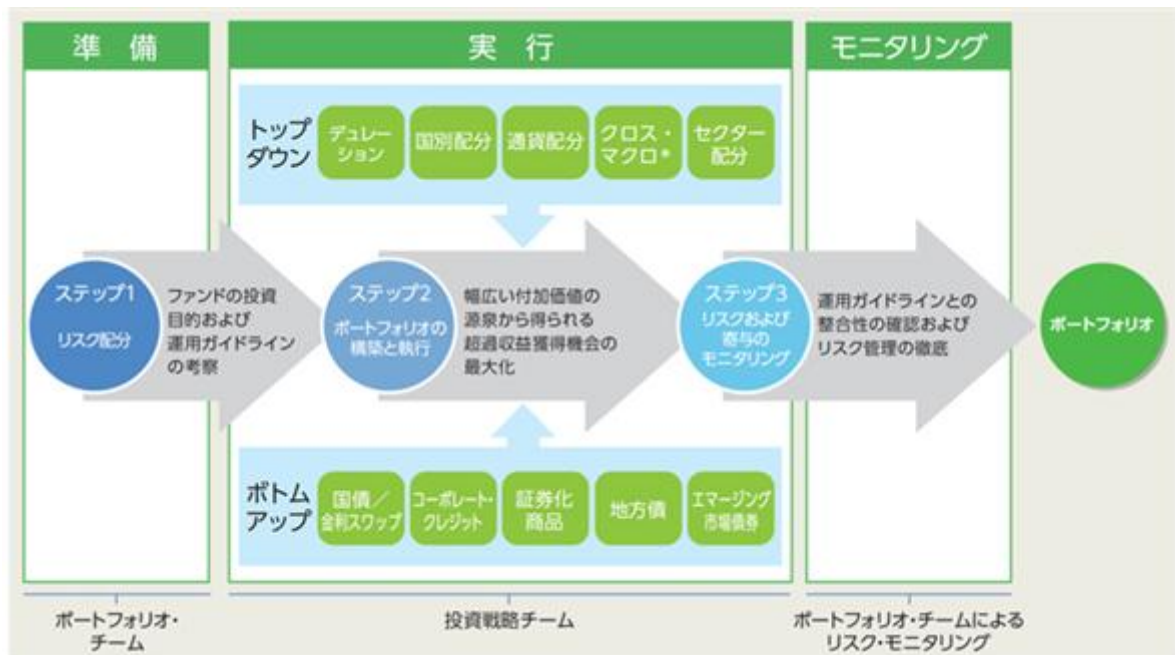 準 備
実 行
モニタリング
トップ
ダウン
デュレー
ション
国別配分
通貨配分
クロス・
マクロ*
セクター
配分
ステップ1
リスク配分
ファンドの投資
目的および
運用ガイドライン
の考察
ステップ2
ポートフォリオの
構築と執行
幅広い付加価値の
源泉から得られる
超過収益獲得機会の
最大化
ステップ3
リスクおよび
寄与の
モニタリング
運用ガイドラインとの
整合性の確認および
リスク管理の徹底
ポートフォリオ
ボトム
アップ
国債/
金利スワップ
コーポレート・
クレジット
証券化
商品
地方債
エマージング
市場債券
ポートフォリオ・
チーム
投資戦略チーム
ポートフォリオ・チームによる
リスク・モニタリング